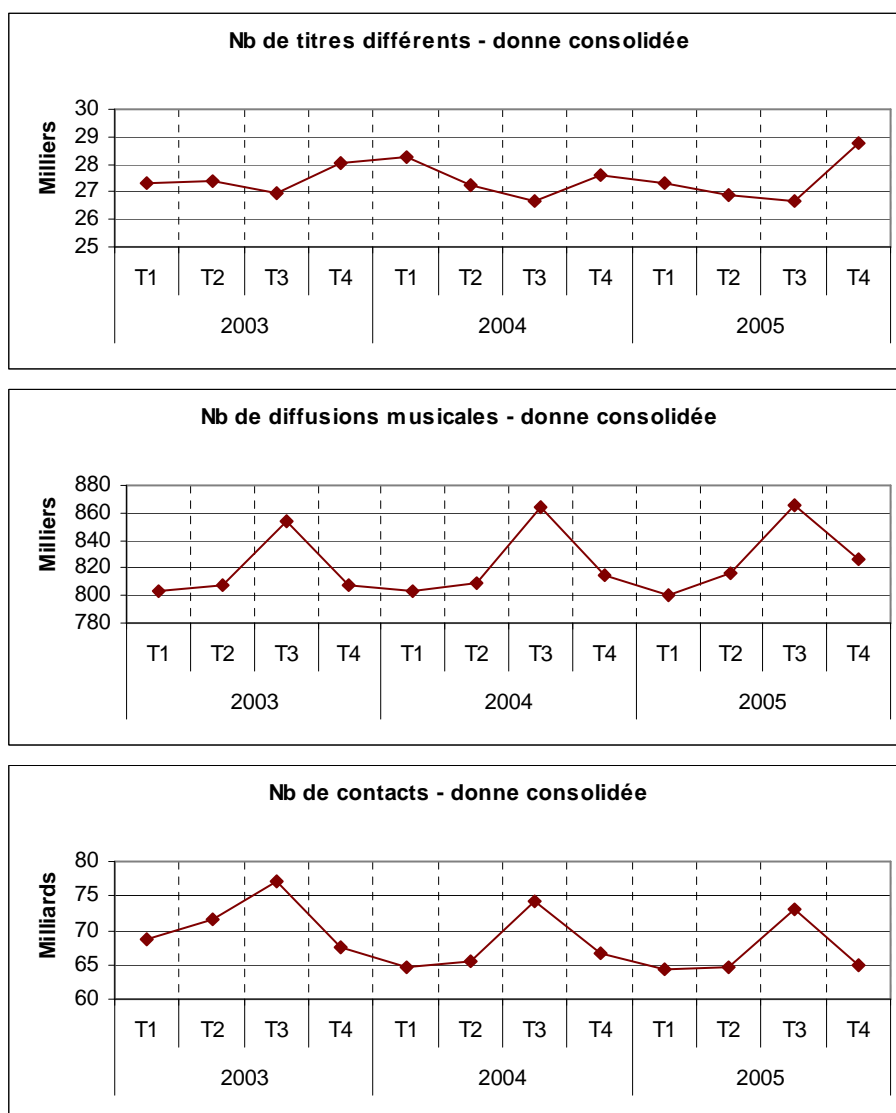 Nb de titres différents - donne consolidée
Milliers
30
29
28
27
26
25
T1 T2 T3 T4 T1 T2 T3 T4 T1 T2 T3 T4
2003 2004 2005
Nb de diffusions musicales - donne consolidée
Milliers
880
860
840
820
800
780
T1 T2 T3 T4 T1 T2 T3 T4 T1 T2 T3 T4
2003 2004 2005
Nb de contacts - donne consolidée
Milliards
80
75
70
65
60
T1 T2 T3 T4 T1 T2 T3 T4 T1 T2 T3 T4
2003 2004 2005